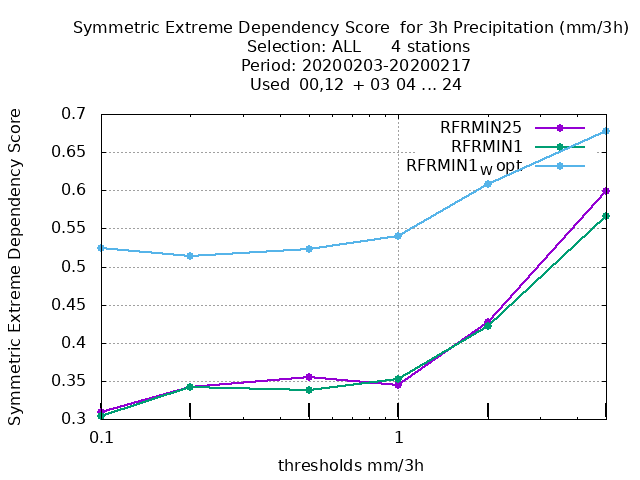 Symmetric Extreme Dependency Score for 3h Precipitation (mm/3h)
Selection: ALL 4 stations
Period: 20200203-20200217
Used 00,12 + 03 04 ... 24
Symmetric Extreme Dependency Score
0.7
0.65
0.6
0.55
0.5
0.45
0.4
0.35
0.3
RFRMIN25
RFRMIN1
RFRMIN1W opt
0.1
1
thresholds mm/3h